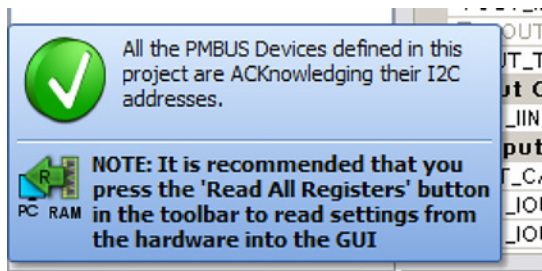 All the PMBUS Devices defined in this
project are ACKnowledging their I2C
addresses.
NOTE: It is recommended that you
press the 'Read All Registers' button
in the toolbar to read settings from
the hardware into the GUI
R
PC RAM